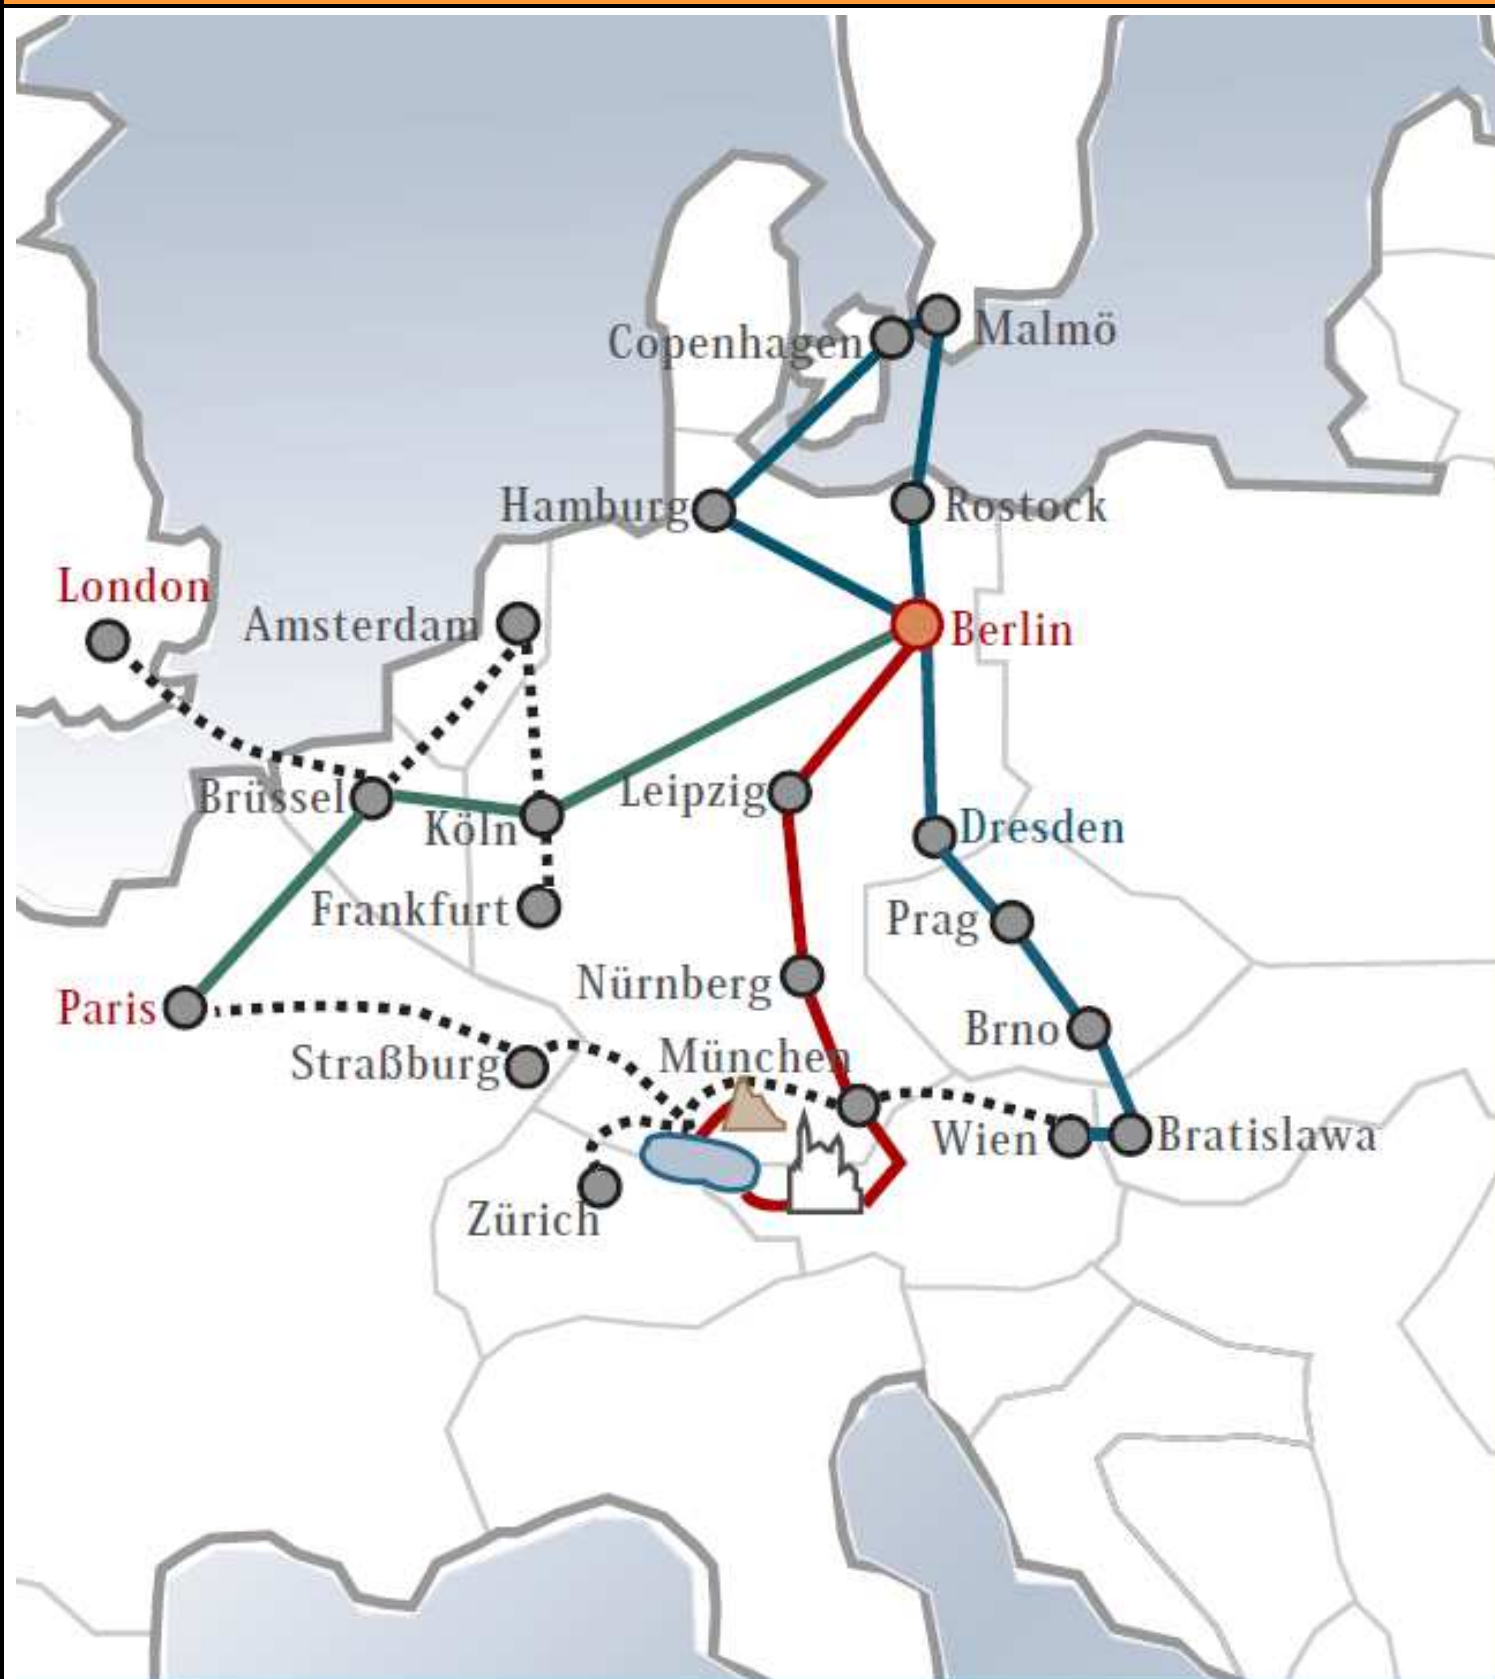 Copenhagen
Malmö
Hamburg
Rostock
London
Amsterdam
Berlin
Brüssel
Köln
Leipzig
Dresden
Frankfurt
Prag
Nürnberg
Paris
Brno
Straßburg
München
Wien
Bratislawa
Zürich